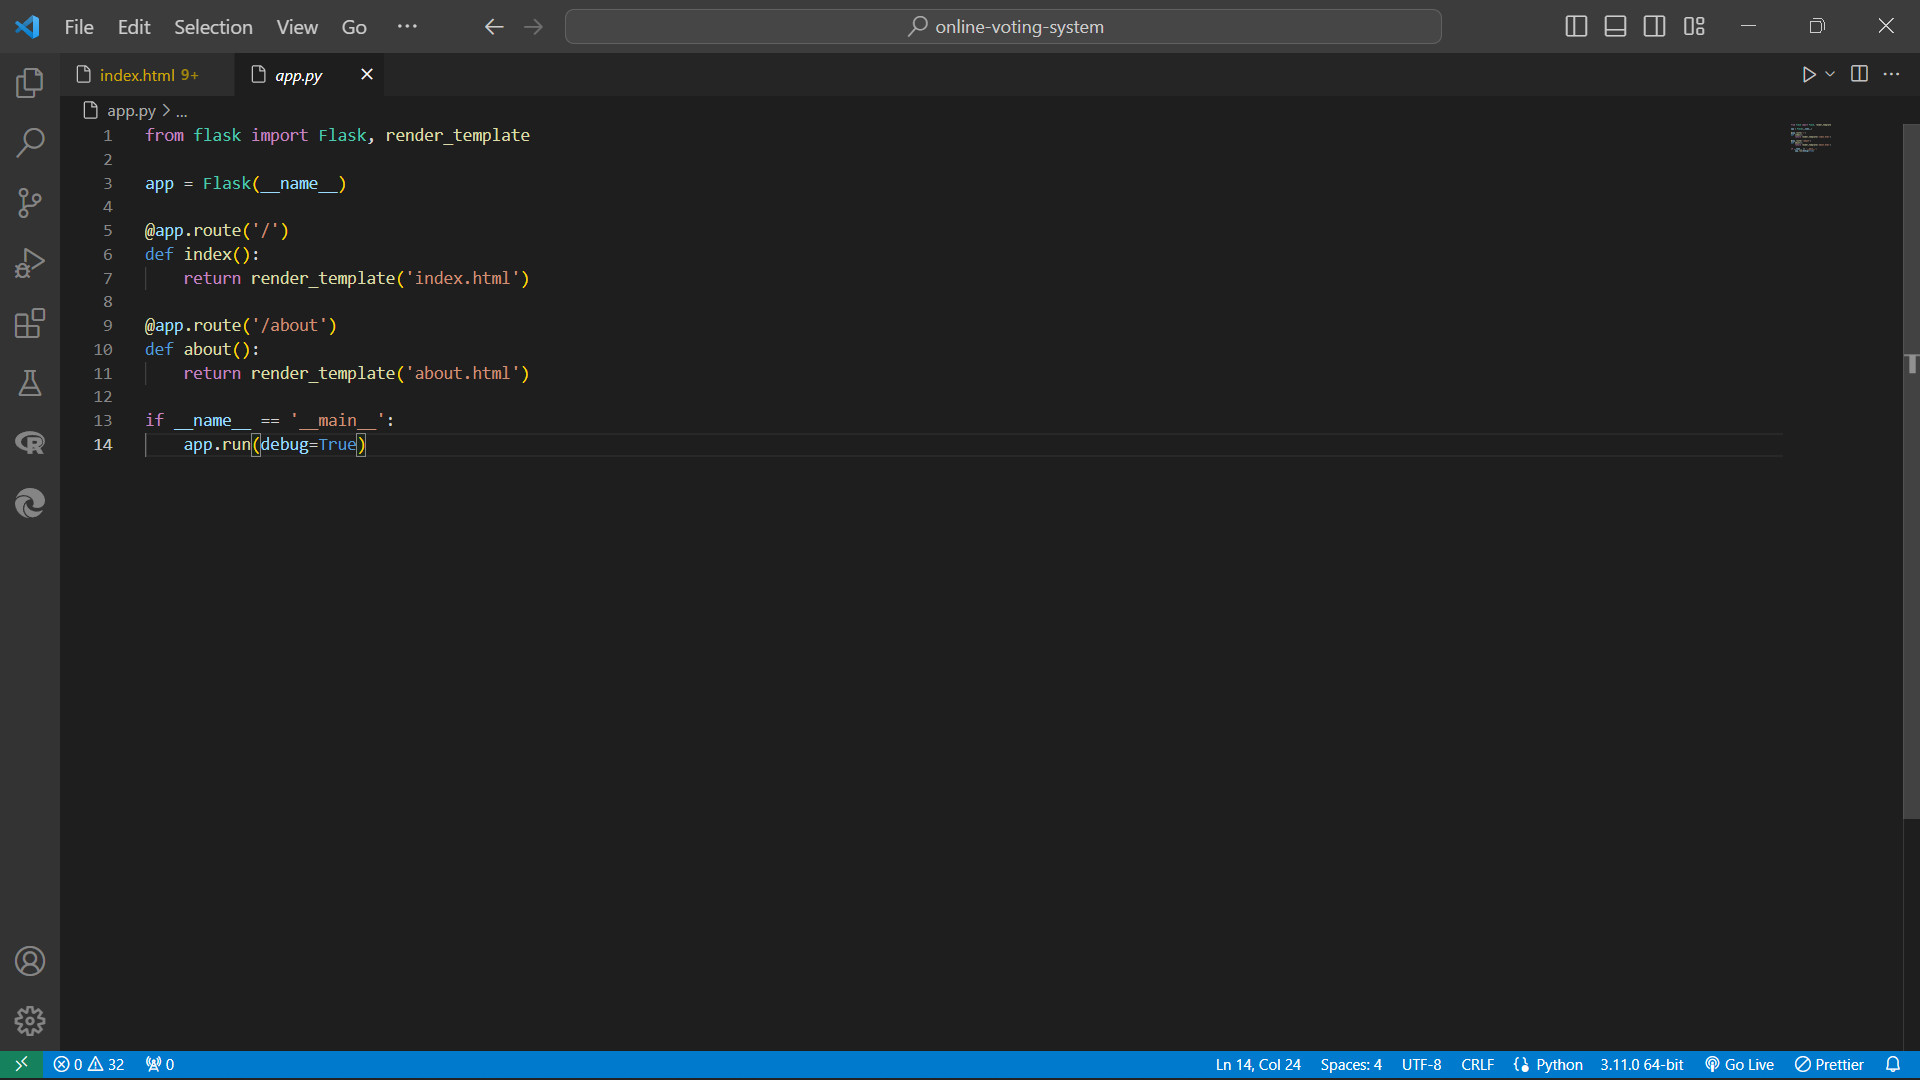 File Edit Selection View Go ··· online-voting-system
index.html 9+ app.py
app.py > ...
1 from flask import Flask, render_template
2
3 app = Flask(__name__)
4
5 @app.route('/')
6 def index():
7 return render_template('index.html')
8
9 @app.route('/about')
10 def about():
11 return render_template('about.html')
12
13 if __name__ == '__main__':
14 app.run(debug=True)
0 32 0 Ln 14, Col 24 Spaces: 4 UTF-8 CRLF {} Python 3.11.0 64-bit Go Live Prettier